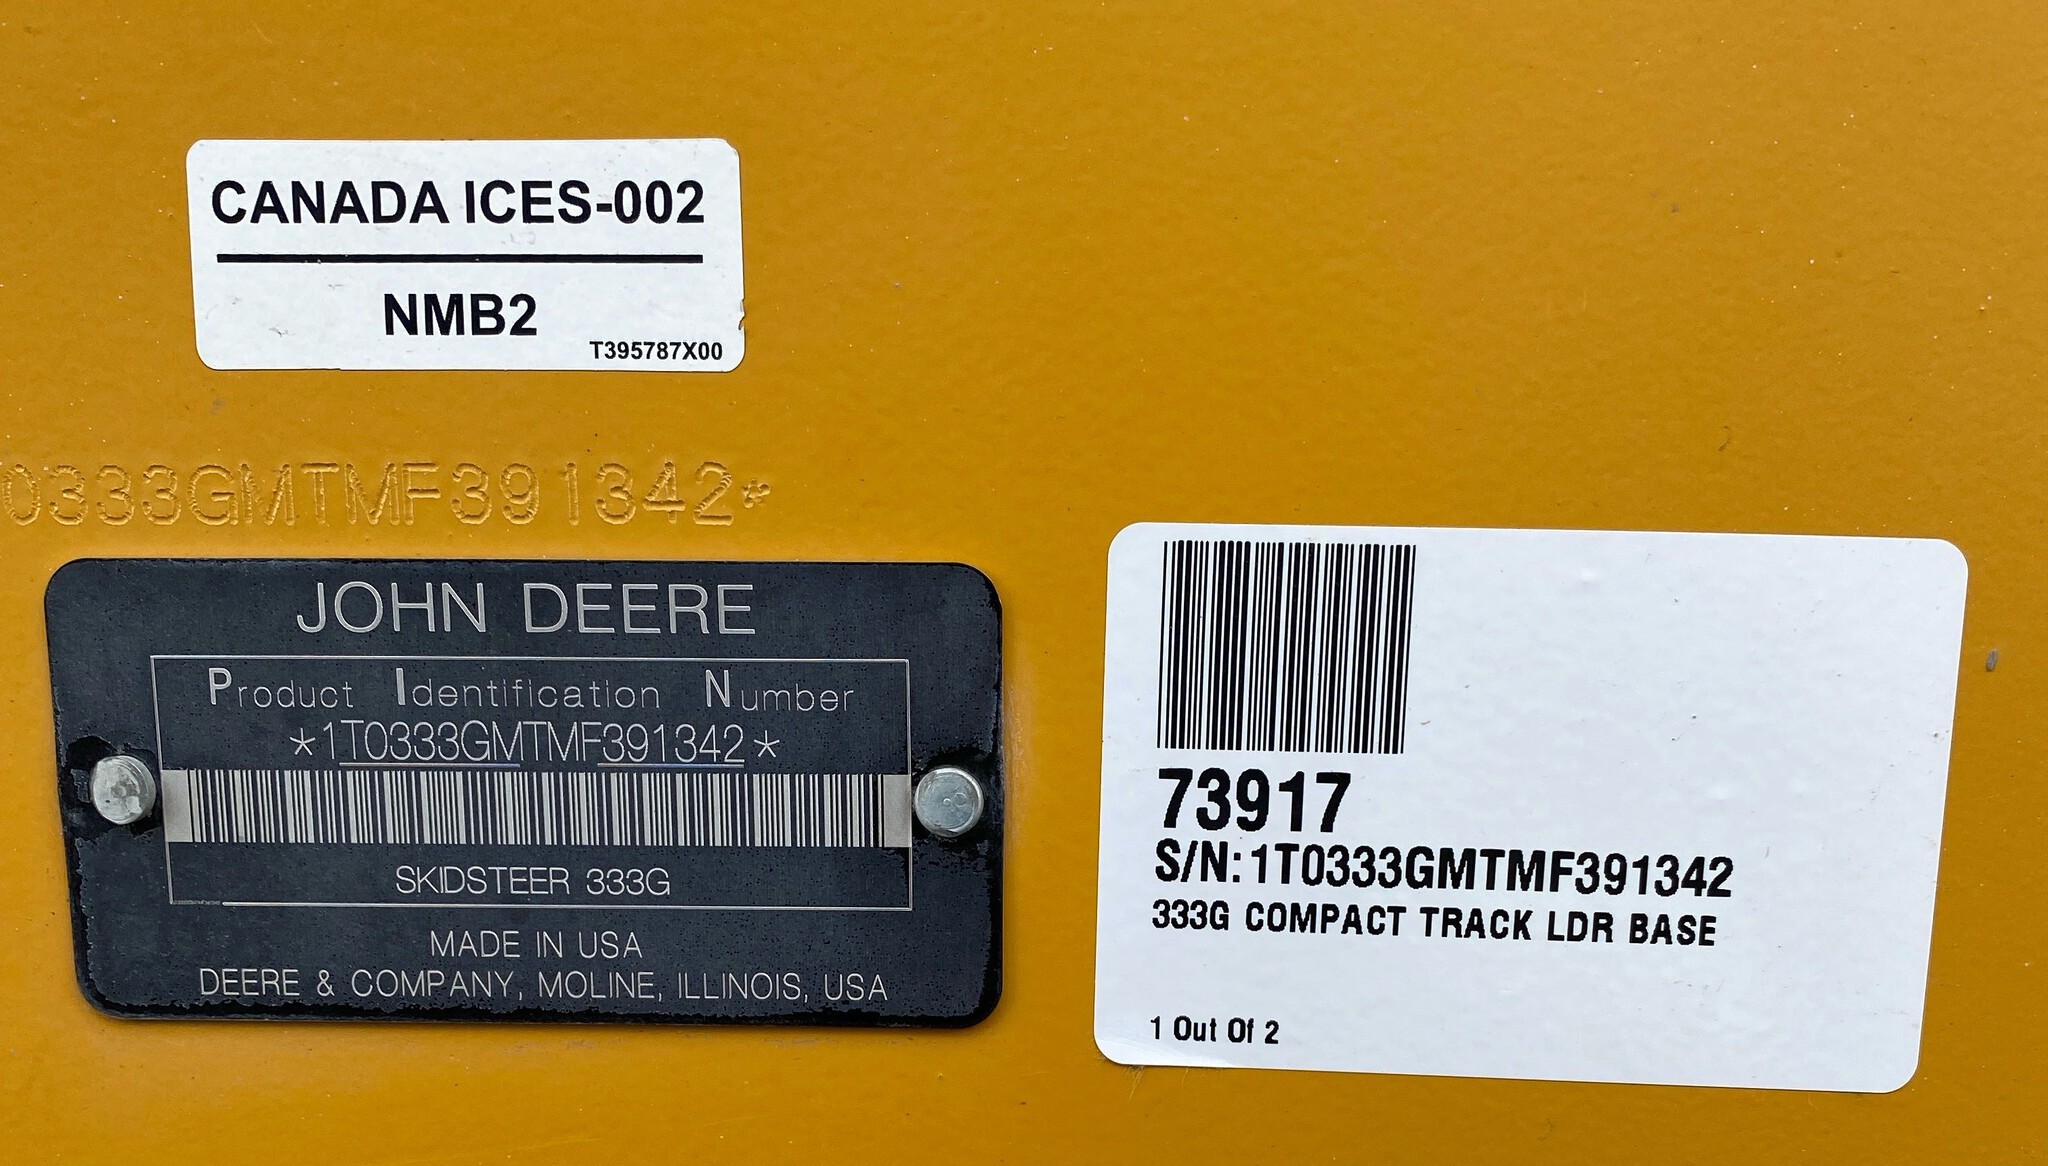 CANADA ICES-002
NMB2
T395787X00
0333GMTMF391342*
JOHN DEERE
Product Identification Number
*1T0333GMTMF391342*
SKIDSTEER 333G
MADE IN USA
DEERE & COMPANY, MOLINE, ILLINOIS, USA
73917
S/N: 1T0333GMTMF391342
333G COMPACT TRACK LDR BASE
1 Out Of 2